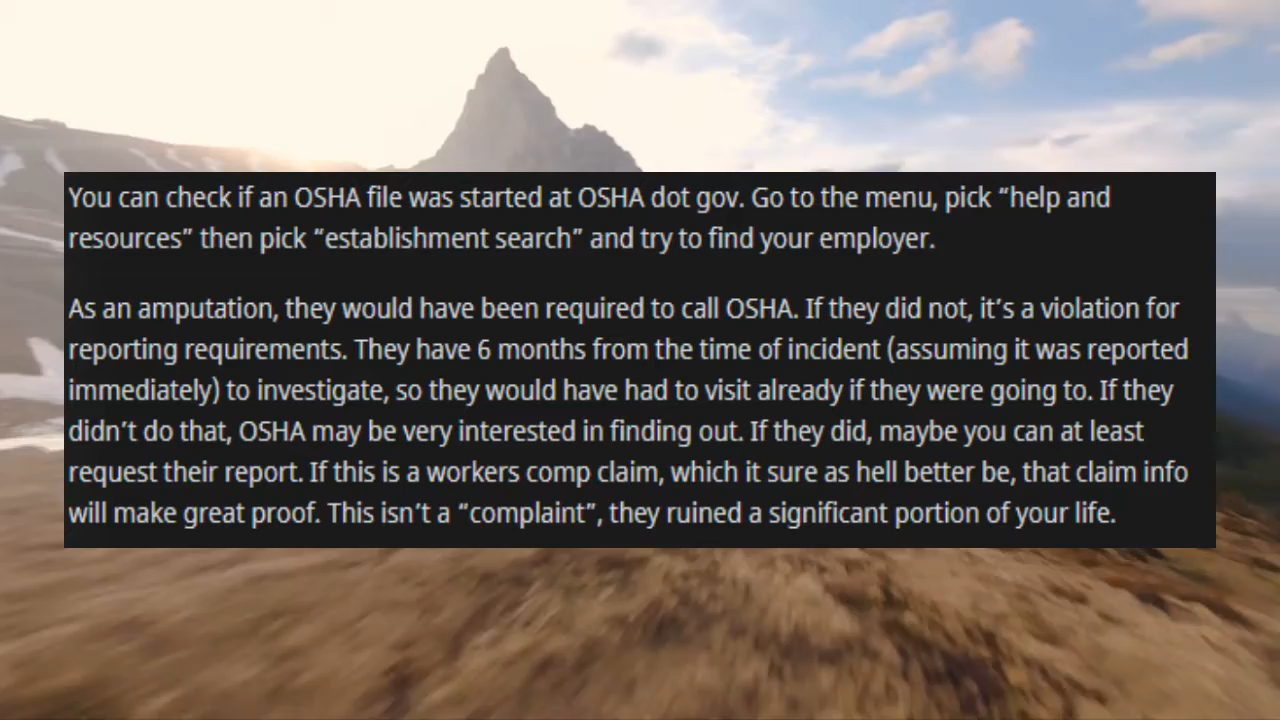 You can check if an OSHA file was started at OSHA dot gov. Go to the menu, pick “help and
resources” then pick “establishment search” and try to find your employer.
As an amputation, they would have been required to call OSHA. If they did not, it’s a violation for
reporting requirements. They have 6 months from the time of incident (assuming it was reported
immediately) to investigate, so they would have had to visit already if they were going to. If they
didn’t do that, OSHA may be very interested in finding out. If they did, maybe you can at least
request their report. If this is a workers comp claim, which it sure as hell better be, that claim info
will make great proof. This isn’t a “complaint”, they ruined a significant portion of your life.